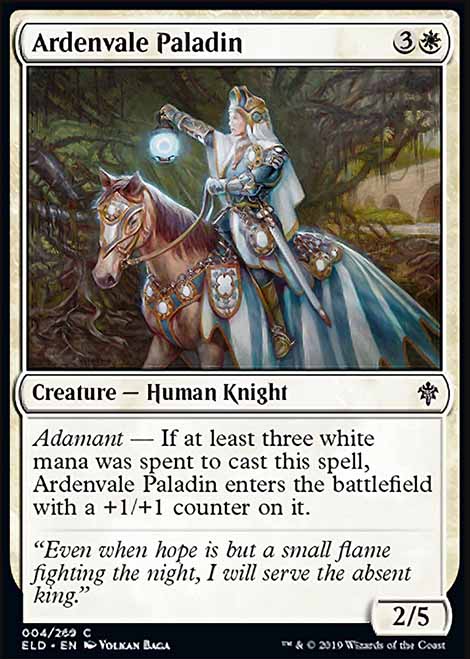 Ardenvale Paladin 3
Creature — Human Knight
Adamant — If at least three white
mana was spent to cast this spell,
Ardenvale Paladin enters the battlefield
with a +1/+1 counter on it.
“Even when hope is but a small flame
fighting the night, I will serve the absent
king.”
2/5
004/269 C
ELD • EN Volkan Baga
™ & © 2019 Wizards of the Coast